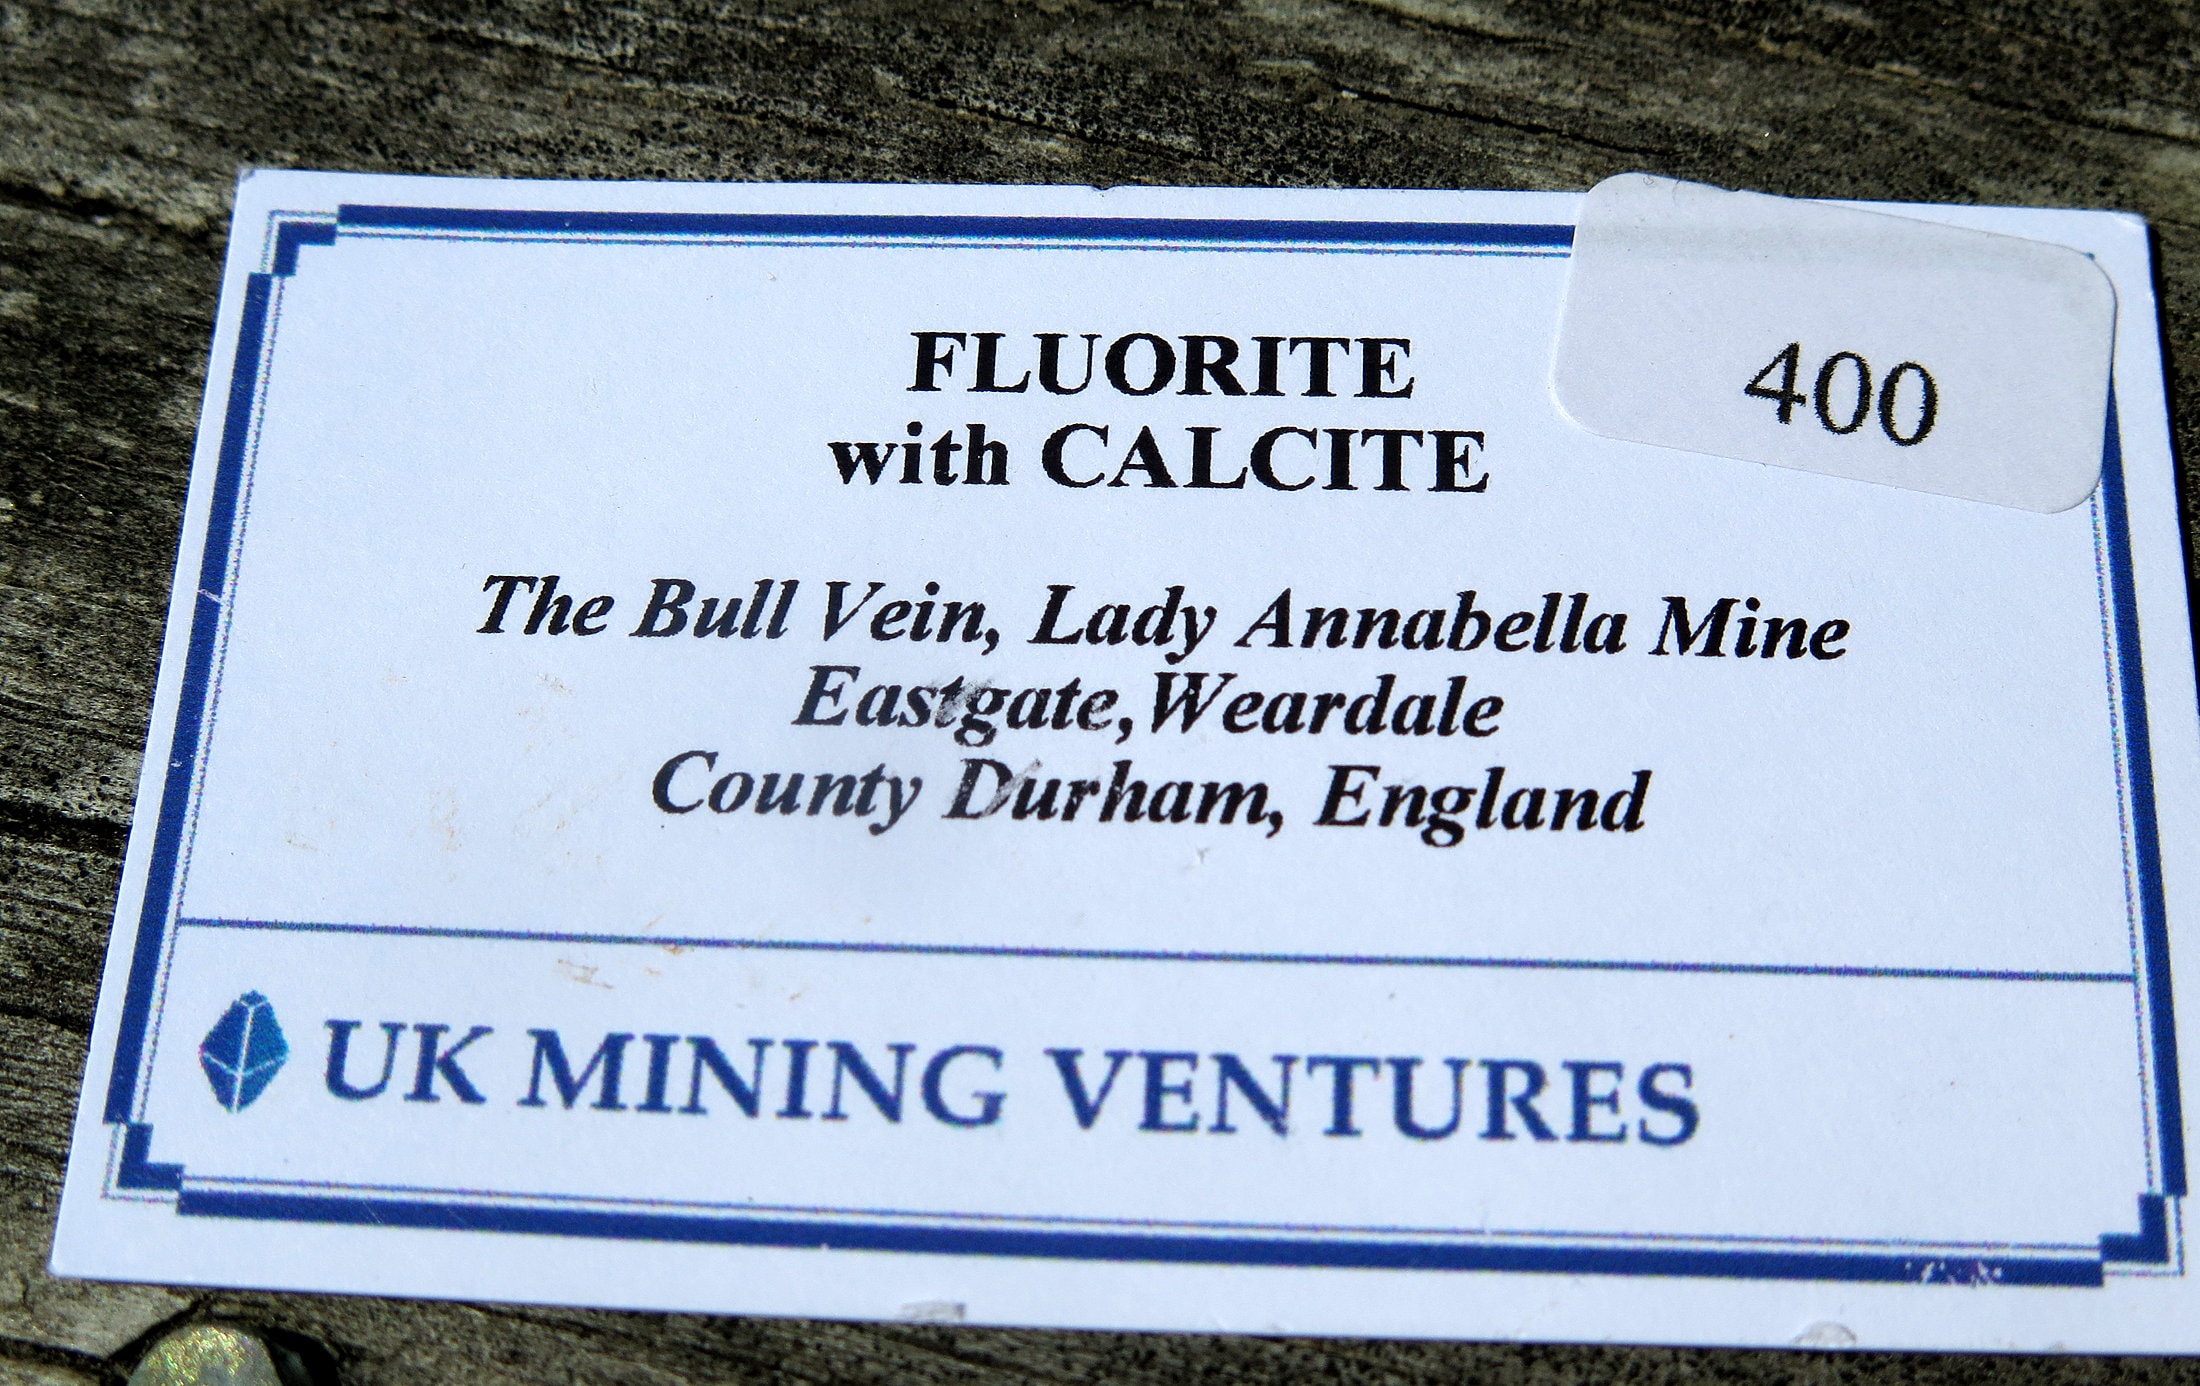 FLUORITE
with CALCITE
400
The Bull Vein, Lady Annabella Mine
Eastgate, Weardale
County Durham, England
UK MINING VENTURES